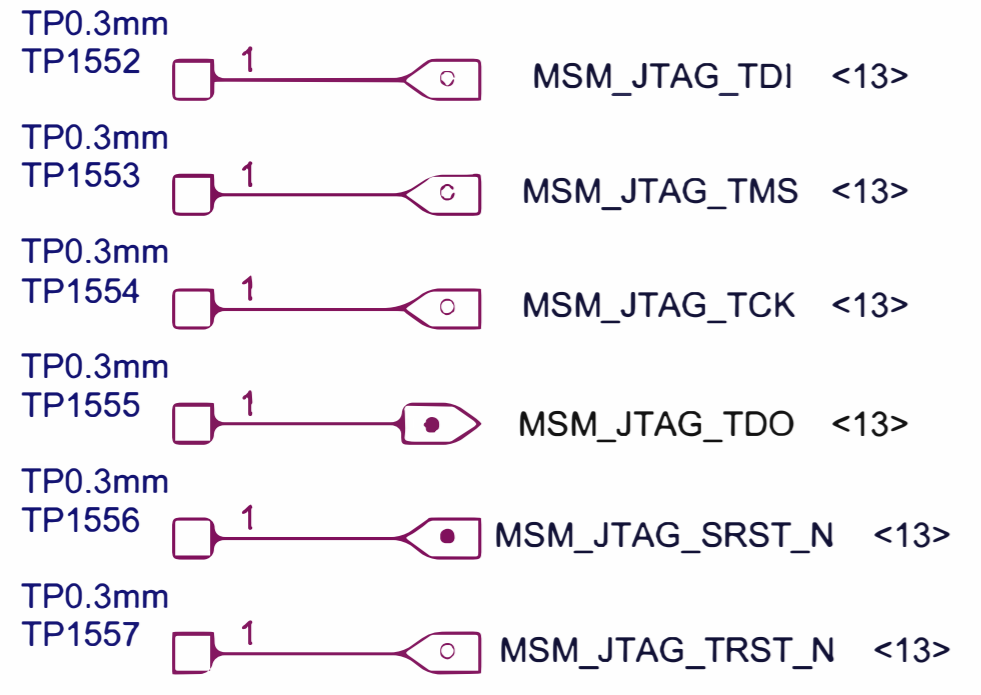 TP0.3mm
TP1552 1 MSM_JTAG_TDI <13>
TP0.3mm
TP1553 1 MSM_JTAG_TMS <13>
TP0.3mm
TP1554 1 MSM_JTAG_TCK <13>
TP0.3mm
TP1555 1 MSM_JTAG_TDO <13>
TP0.3mm
TP1556 1 MSM_JTAG_SRST_N <13>
TP0.3mm
TP1557 1 MSM_JTAG_TRST_N <13>